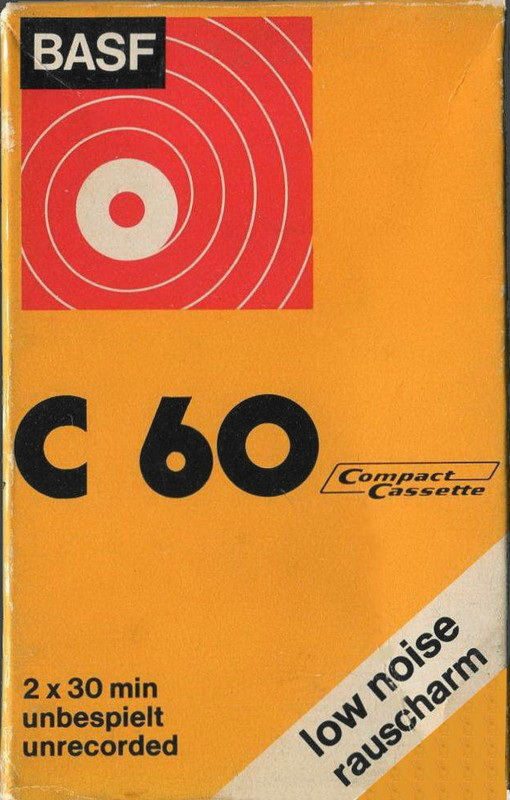 BASF
C 60
Compact
Cassette
low noise
rauscharm
2 x 30 min
unbespielt
unrecorded